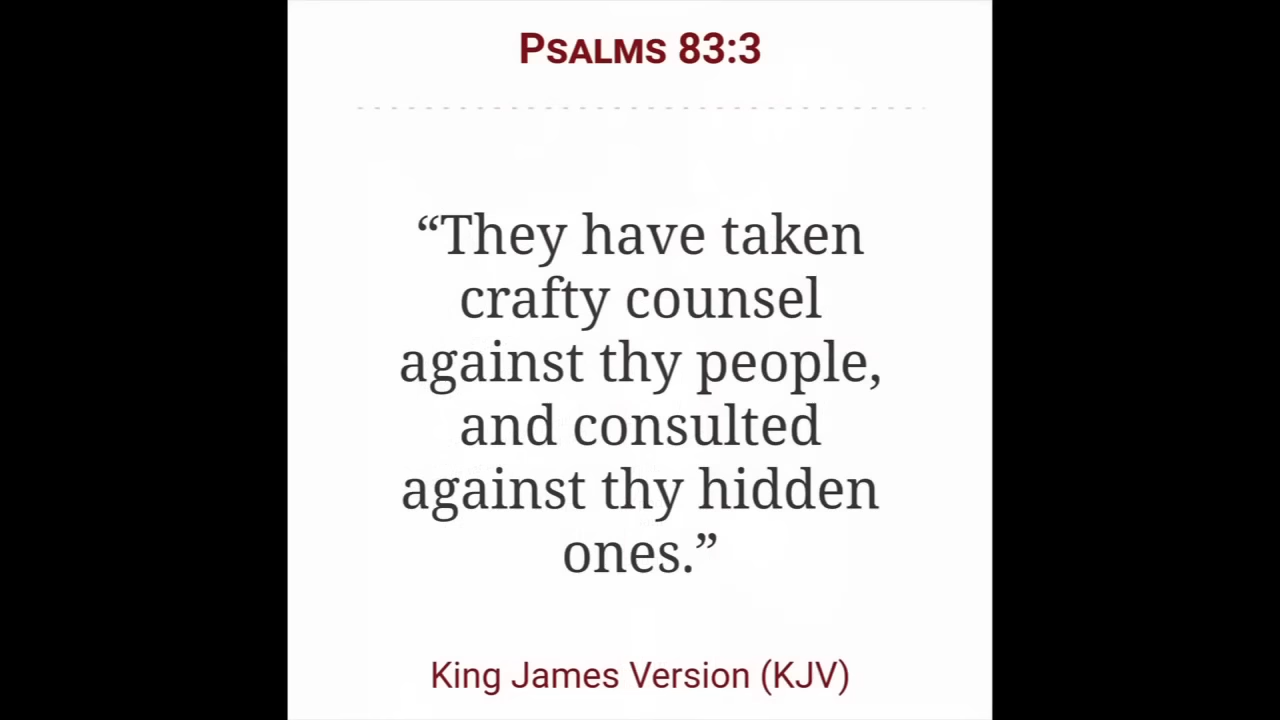 PSALMS 83:3
“They have taken
crafty counsel
against thy people,
and consulted
against thy hidden
ones.”
King James Version (KJV)